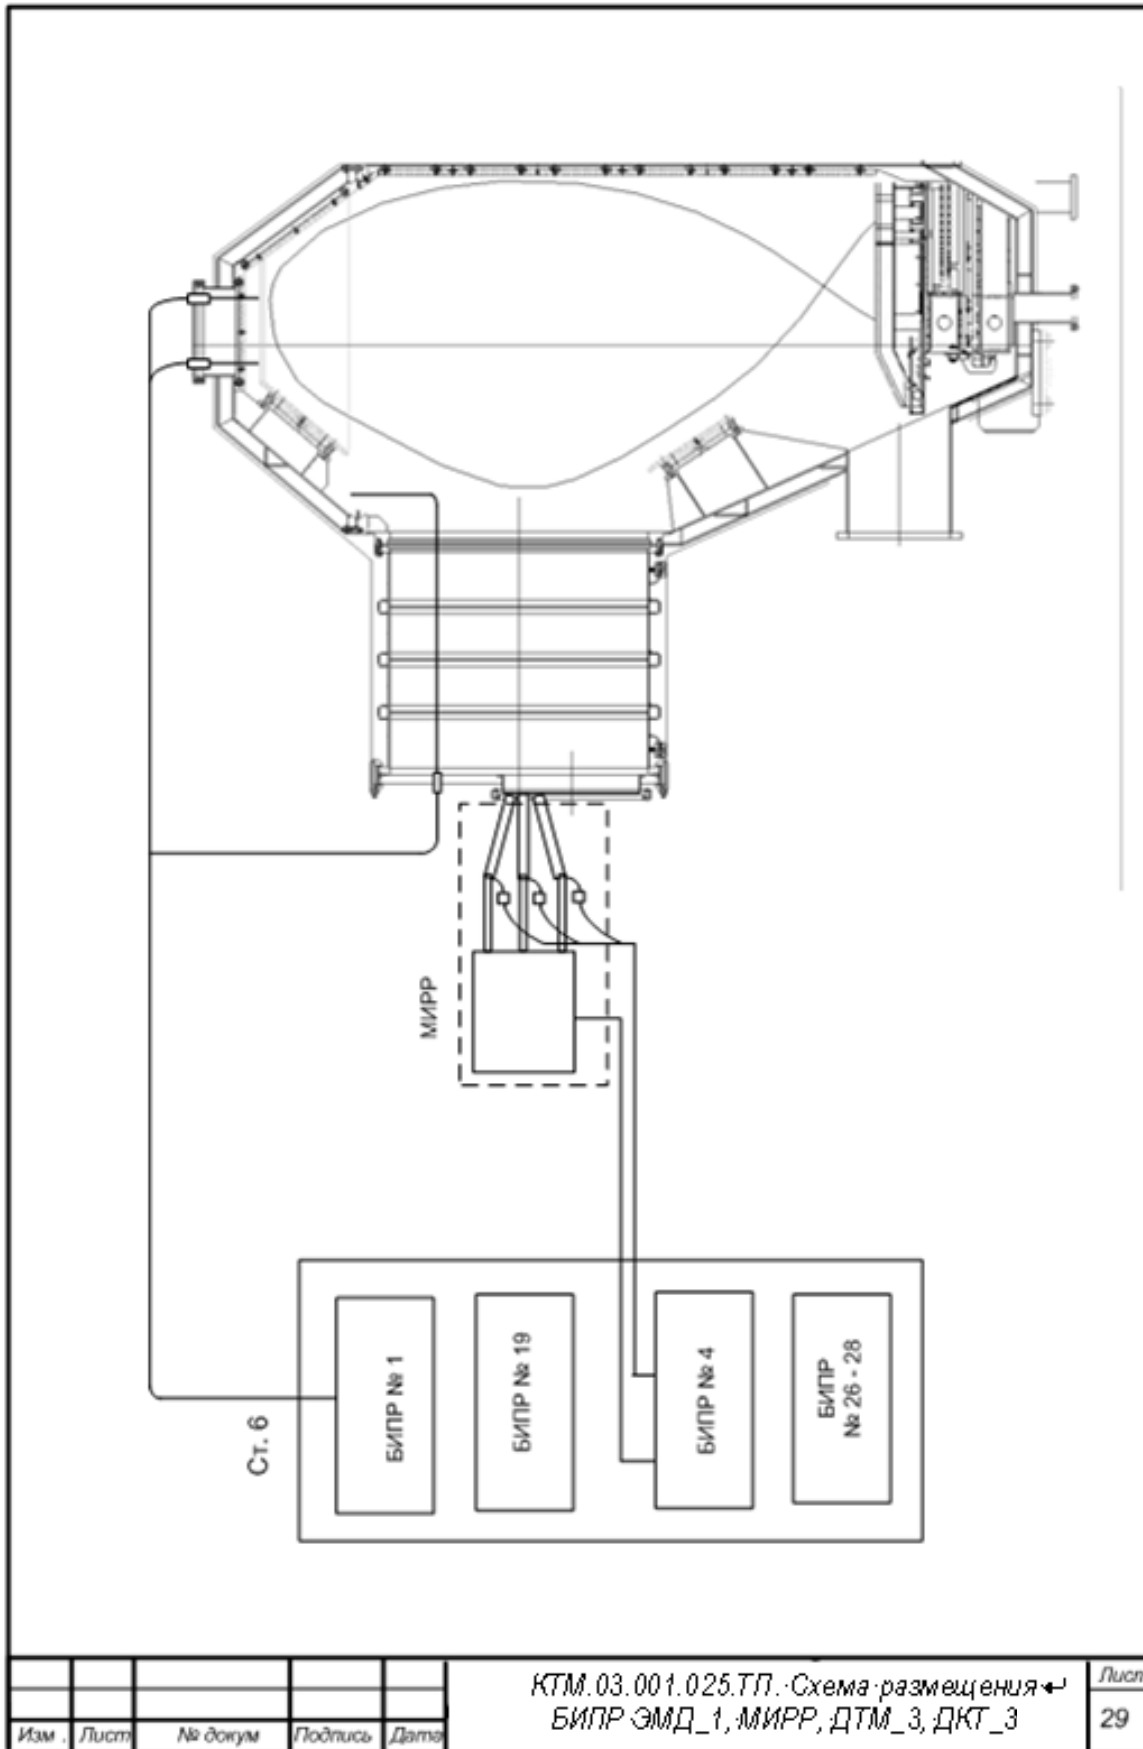 МИРР
Ст. 6
БИПР № 1
БИПР № 19
БИПР № 4
БИПР
№ 26 - 28
КТМ.03.001.025.ТП.·Схема·размещения↵
БИПР·ЭМД_1,·МИРР,·ДТМ_3,·ДКТ_3
Лист
29
Изм . Лист № докум Подпись Дата